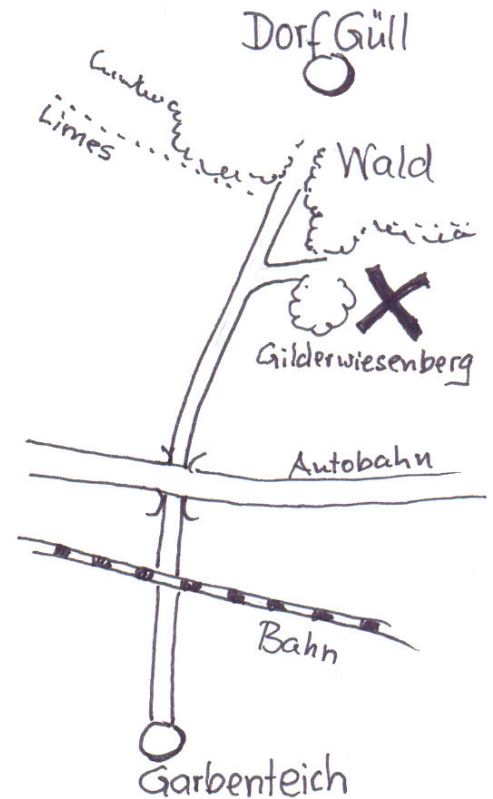 Dorf Güll
Limes
Wald
Gilderwiesenberg
Autobahn
Bahn
Garbenteich